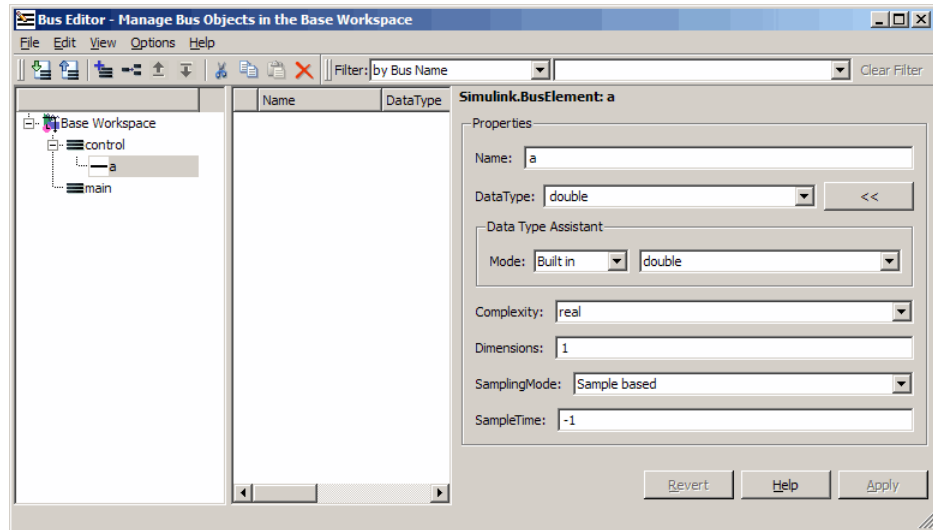 Bus Editor - Manage Bus Objects in the Base Workspace
File Edit View Options Help
Filter: by Bus Name Clear Filter
Name DataType
Base Workspace
control
a
main
Simulink.BusElement: a
Properties
Name: a
DataType: double <<
Data Type Assistant
Mode: Built in double
Complexity: real
Dimensions: 1
SamplingMode: Sample based
SampleTime: -1
Revert Help Apply